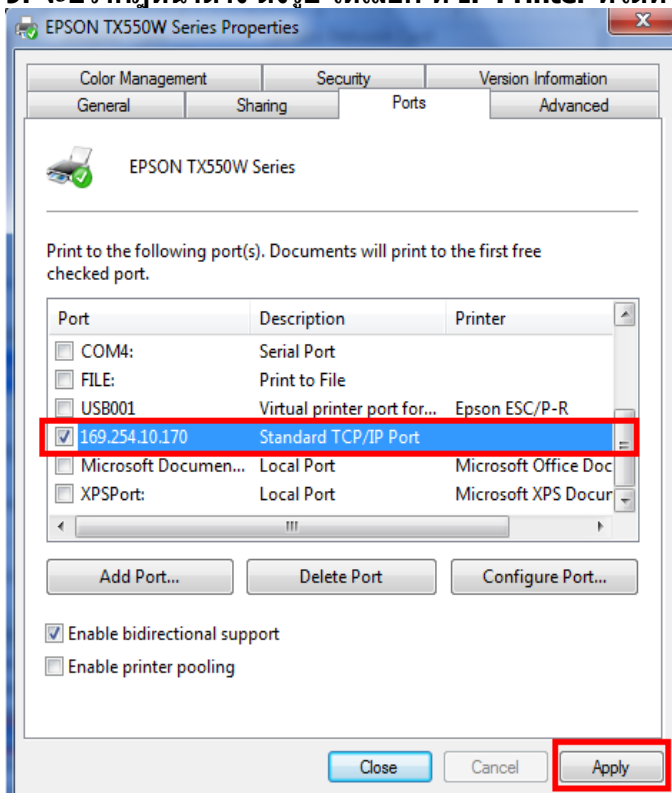 EPSON TX550W Series Properties
Color Management Security Version Information
General Sharing Ports Advanced
EPSON TX550W Series
Print to the following port(s). Documents will print to the first free
checked port.
Port Description Printer
COM4: Serial Port
FILE: Print to File
USB001 Virtual printer port for... Epson ESC/P-R
169.254.10.170 Standard TCP/IP Port
Microsoft Documen... Local Port Microsoft Office Doc
XPSPort: Local Port Microsoft XPS Docur
Add Port... Delete Port Configure Port...
Enable bidirectional support
Enable printer pooling
Close Cancel Apply